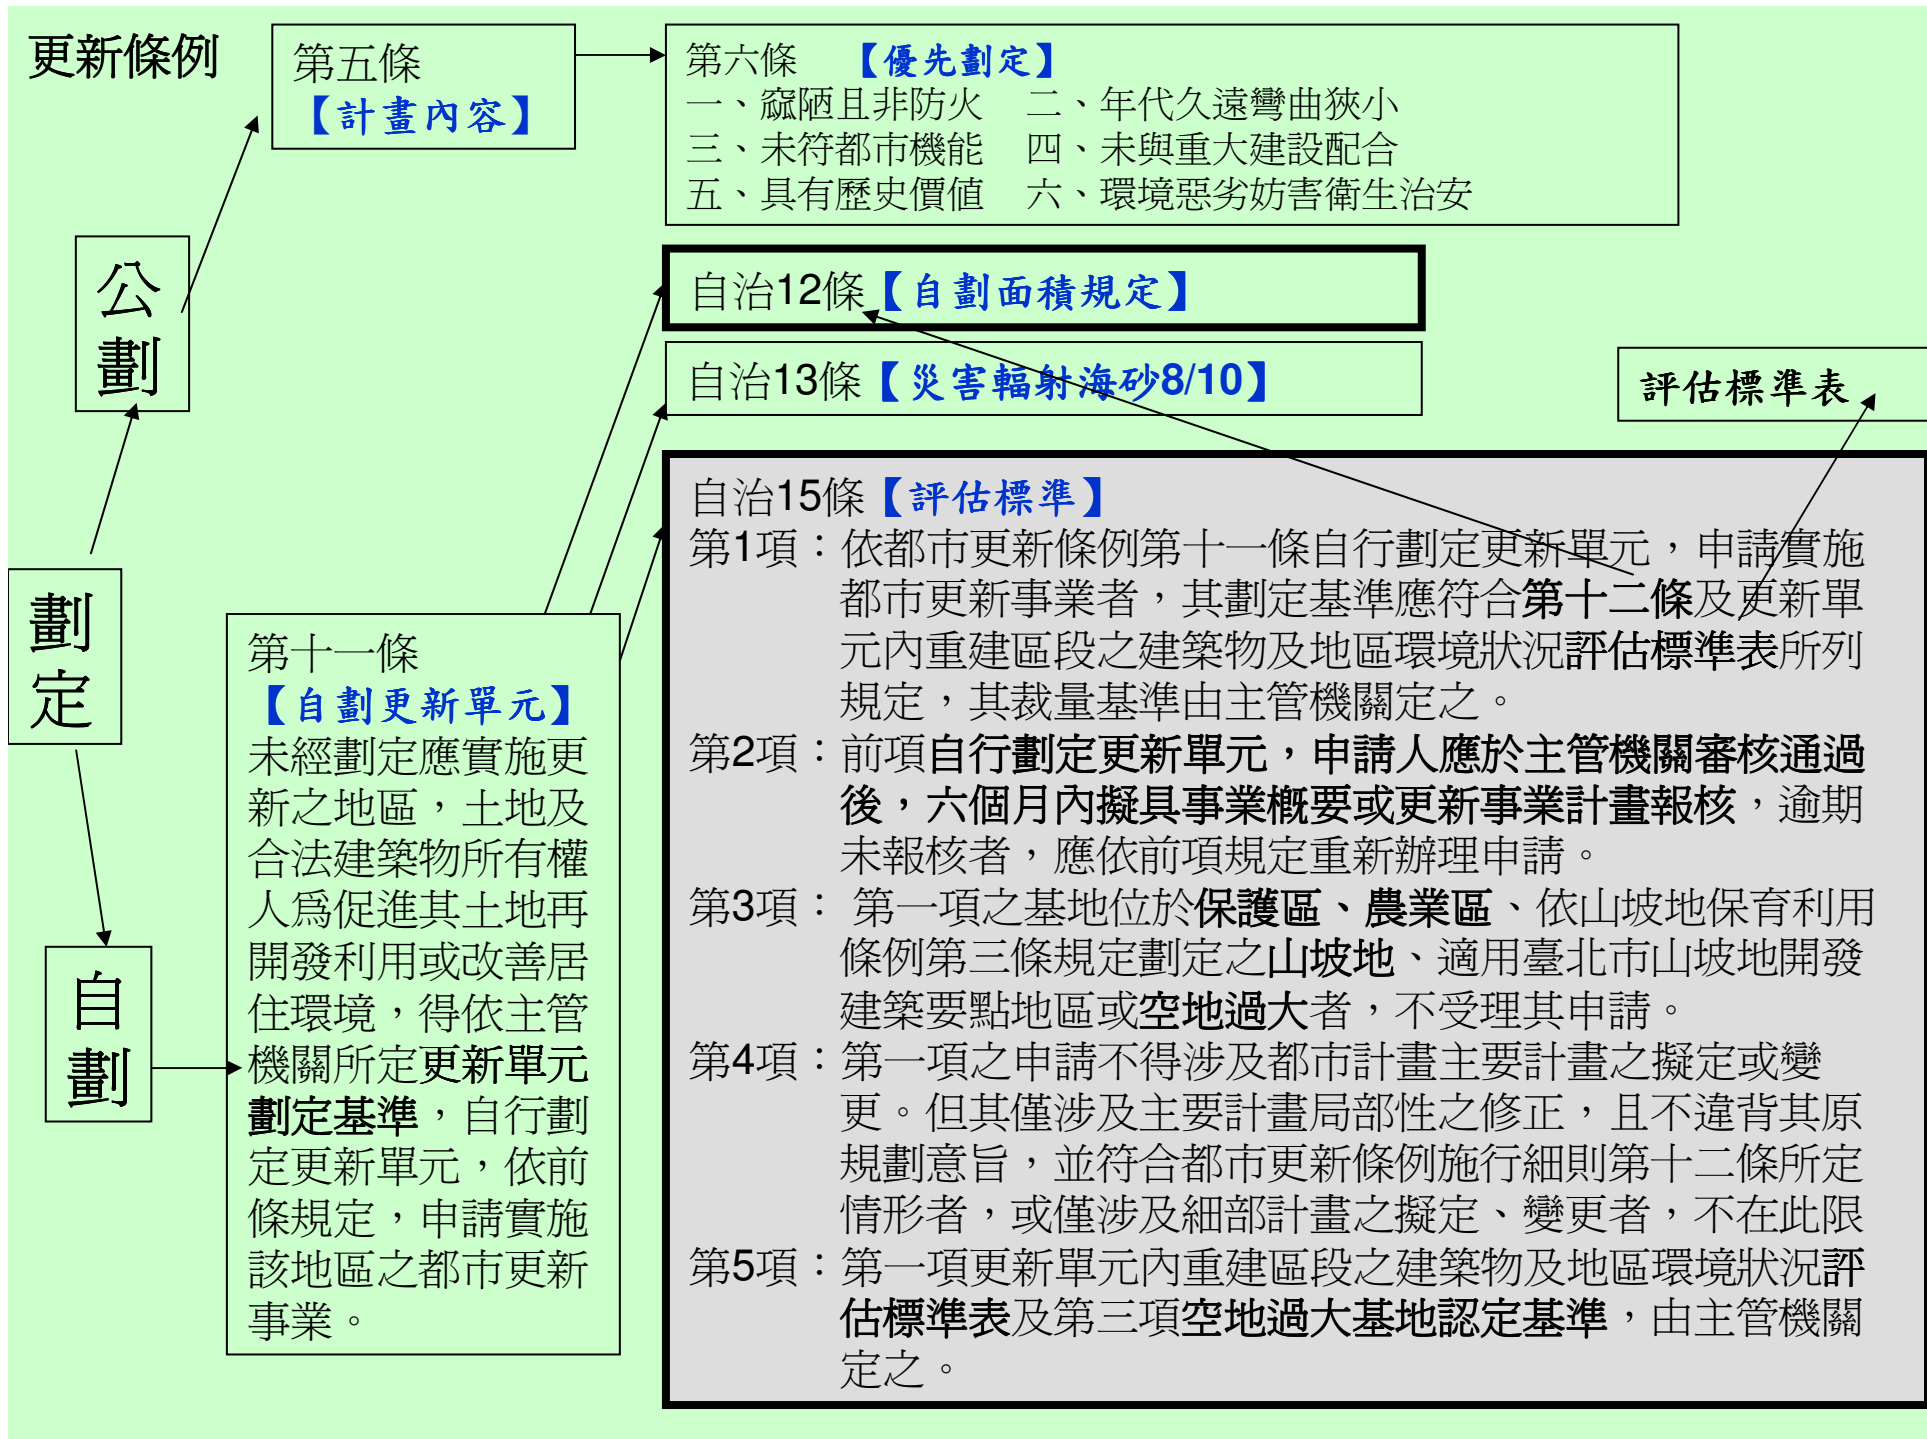 更新條例
第五條
【計畫內容】
第六條　【優先劃定】
一、窳陋且非防火　二、年代久遠彎曲狹小
三、未符都市機能　四、未與重大建設配合
五、具有歷史價值　六、環境惡劣妨害衛生治安
公
劃
自治12條【自劃面積規定】
自治13條【災害輻射海砂8/10】
評估標準表
劃
定
自
劃
第十一條
【自劃更新單元】
未經劃定應實施更
新之地區，土地及
合法建築物所有權
人為促進其土地再
開發利用或改善居
住環境，得依主管
機關所定更新單元
劃定基準，自行劃
定更新單元，依前
條規定，申請實施
該地區之都市更新
事業。
自治15條【評估標準】
第1項：依都市更新條例第十一條自行劃定更新單元，申請實施
都市更新事業者，其劃定基準應符合第十二條及更新單
元內重建區段之建築物及地區環境狀況評估標準表所列
規定，其裁量基準由主管機關定之。
第2項：前項自行劃定更新單元，申請人應於主管機關審核通過
後，六個月內擬具事業概要或更新事業計畫報核，逾期
未報核者，應依前項規定重新辦理申請。
第3項： 第一項之基地位於保護區、農業區、依山坡地保育利用
條例第三條規定劃定之山坡地、適用臺北市山坡地開發
建築要點地區或空地過大者，不受理其申請。
第4項：第一項之申請不得涉及都市計畫主要計畫之擬定或變
更。但其僅涉及主要計畫局部性之修正，且不違背其原
規劃意旨，並符合都市更新條例施行細則第十二條所定
情形者，或僅涉及細部計畫之擬定、變更者，不在此限
第5項：第一項更新單元內重建區段之建築物及地區環境狀況評
估標準表及第三項空地過大基地認定基準，由主管機關
定之。